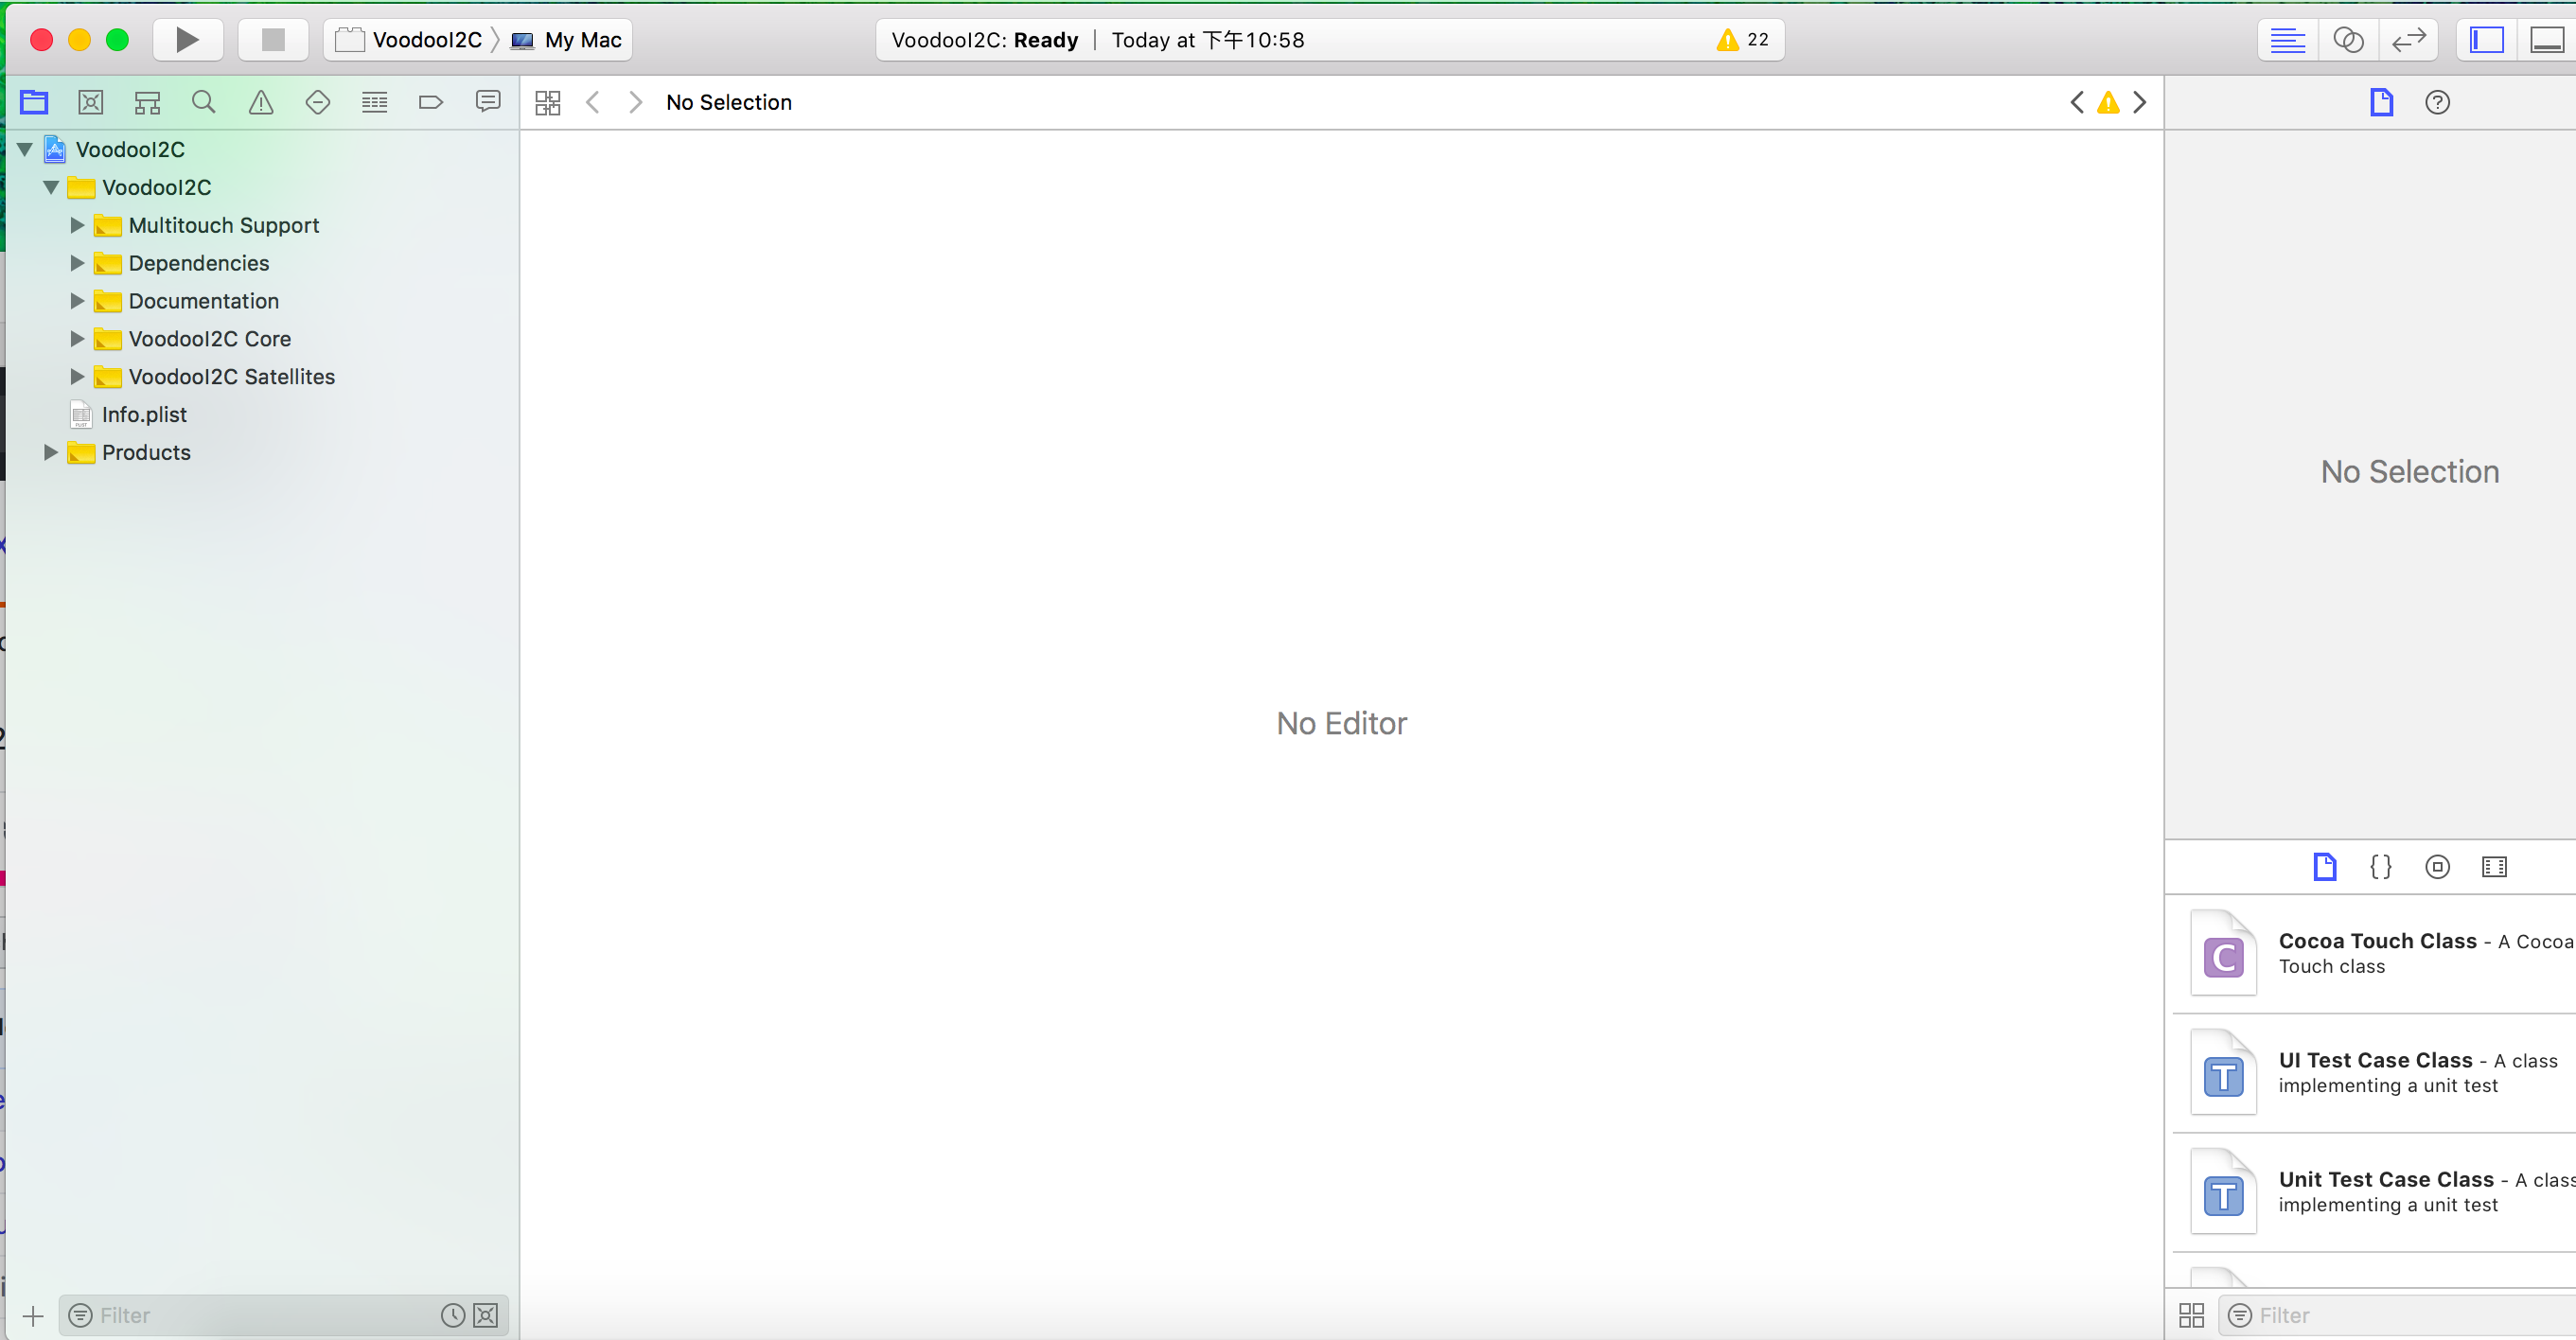 VoodooI2C
My Mac
VoodooI2C: Ready | Today at 下午10:58
22
No Selection
VoodooI2C
VoodooI2C
Multitouch Support
Dependencies
Documentation
VoodooI2C Core
VoodooI2C Satellites
Info.plist
Products
Filter
No Editor
No Selection
Cocoa Touch Class - A Cocoa
Touch class
UI Test Case Class - A class
implementing a unit test
Unit Test Case Class - A class
implementing a unit test
Filter